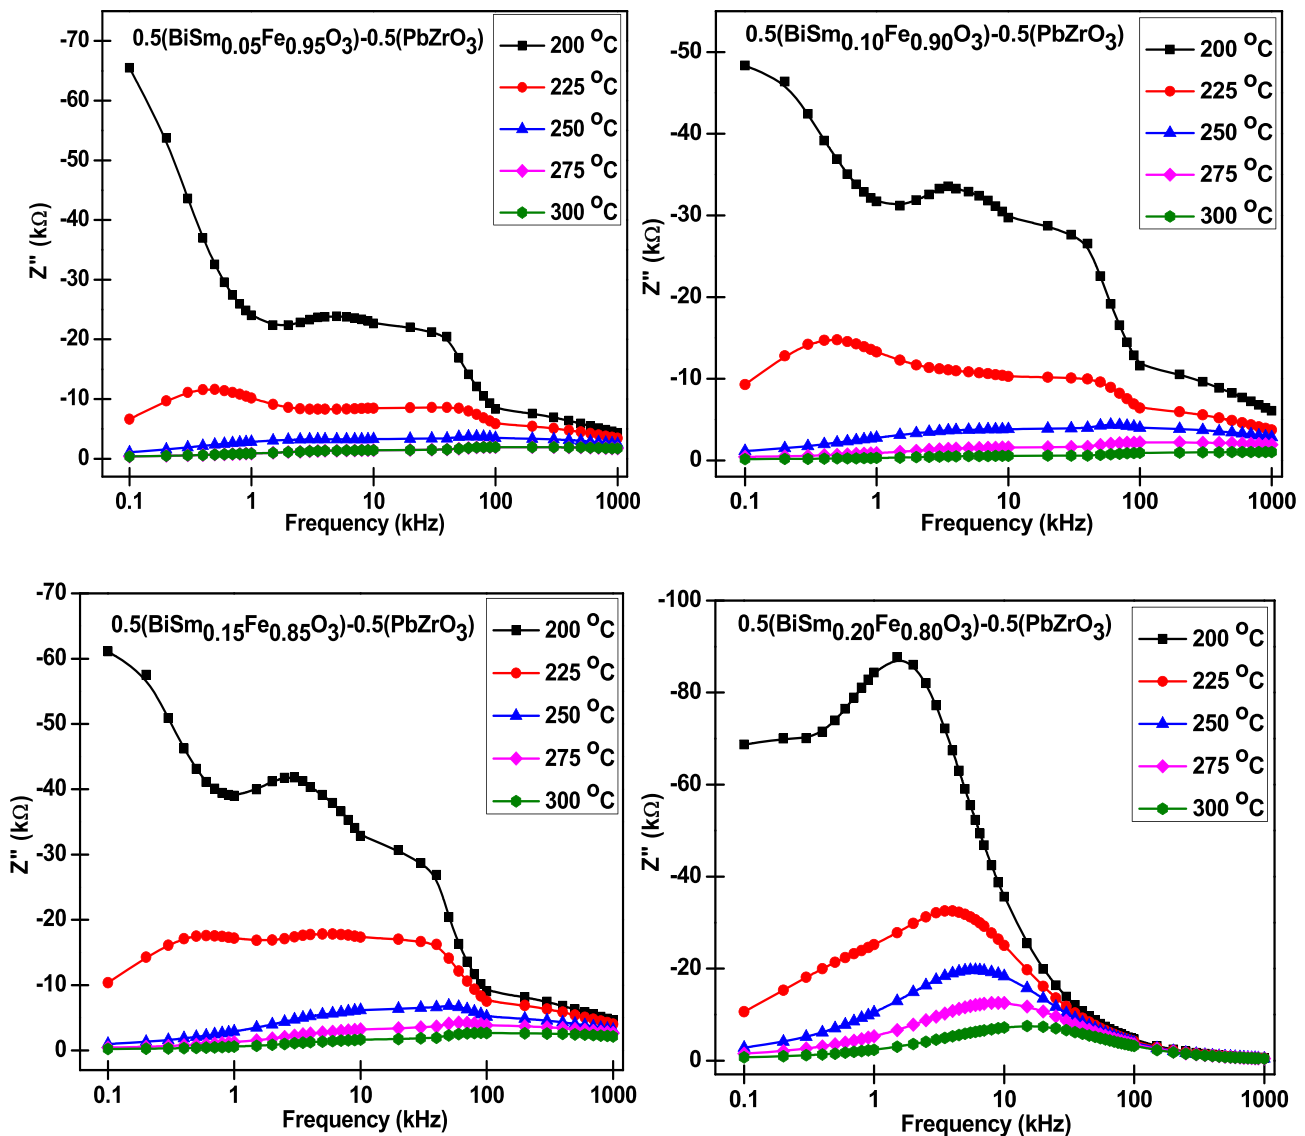 0.5(BiSm0.05Fe0.95O3)-0.5(PbZrO3)
200 °C
225 °C
250 °C
275 °C
300 °C
-70
-60
-50
-40
-30
-20
-10
0
Z" (kΩ)
0.1 1 10 100 1000
Frequency (kHz)
0.5(BiSm0.10Fe0.90O3)-0.5(PbZrO3)
200 °C
225 °C
250 °C
275 °C
300 °C
-50
-40
-30
-20
-10
0
Z" (kΩ)
0.1 1 10 100 1000
Frequency (kHz)
0.5(BiSm0.15Fe0.85O3)-0.5(PbZrO3)
200 °C
225 °C
250 °C
275 °C
300 °C
-70
-60
-50
-40
-30
-20
-10
0
Z" (kΩ)
0.1 1 10 100 1000
Frequency (kHz)
0.5(BiSm0.20Fe0.80O3)-0.5(PbZrO3)
200 °C
225 °C
250 °C
275 °C
300 °C
-100
-80
-60
-40
-20
0
Z" (kΩ)
0.1 1 10 100 1000
Frequency (kHz)